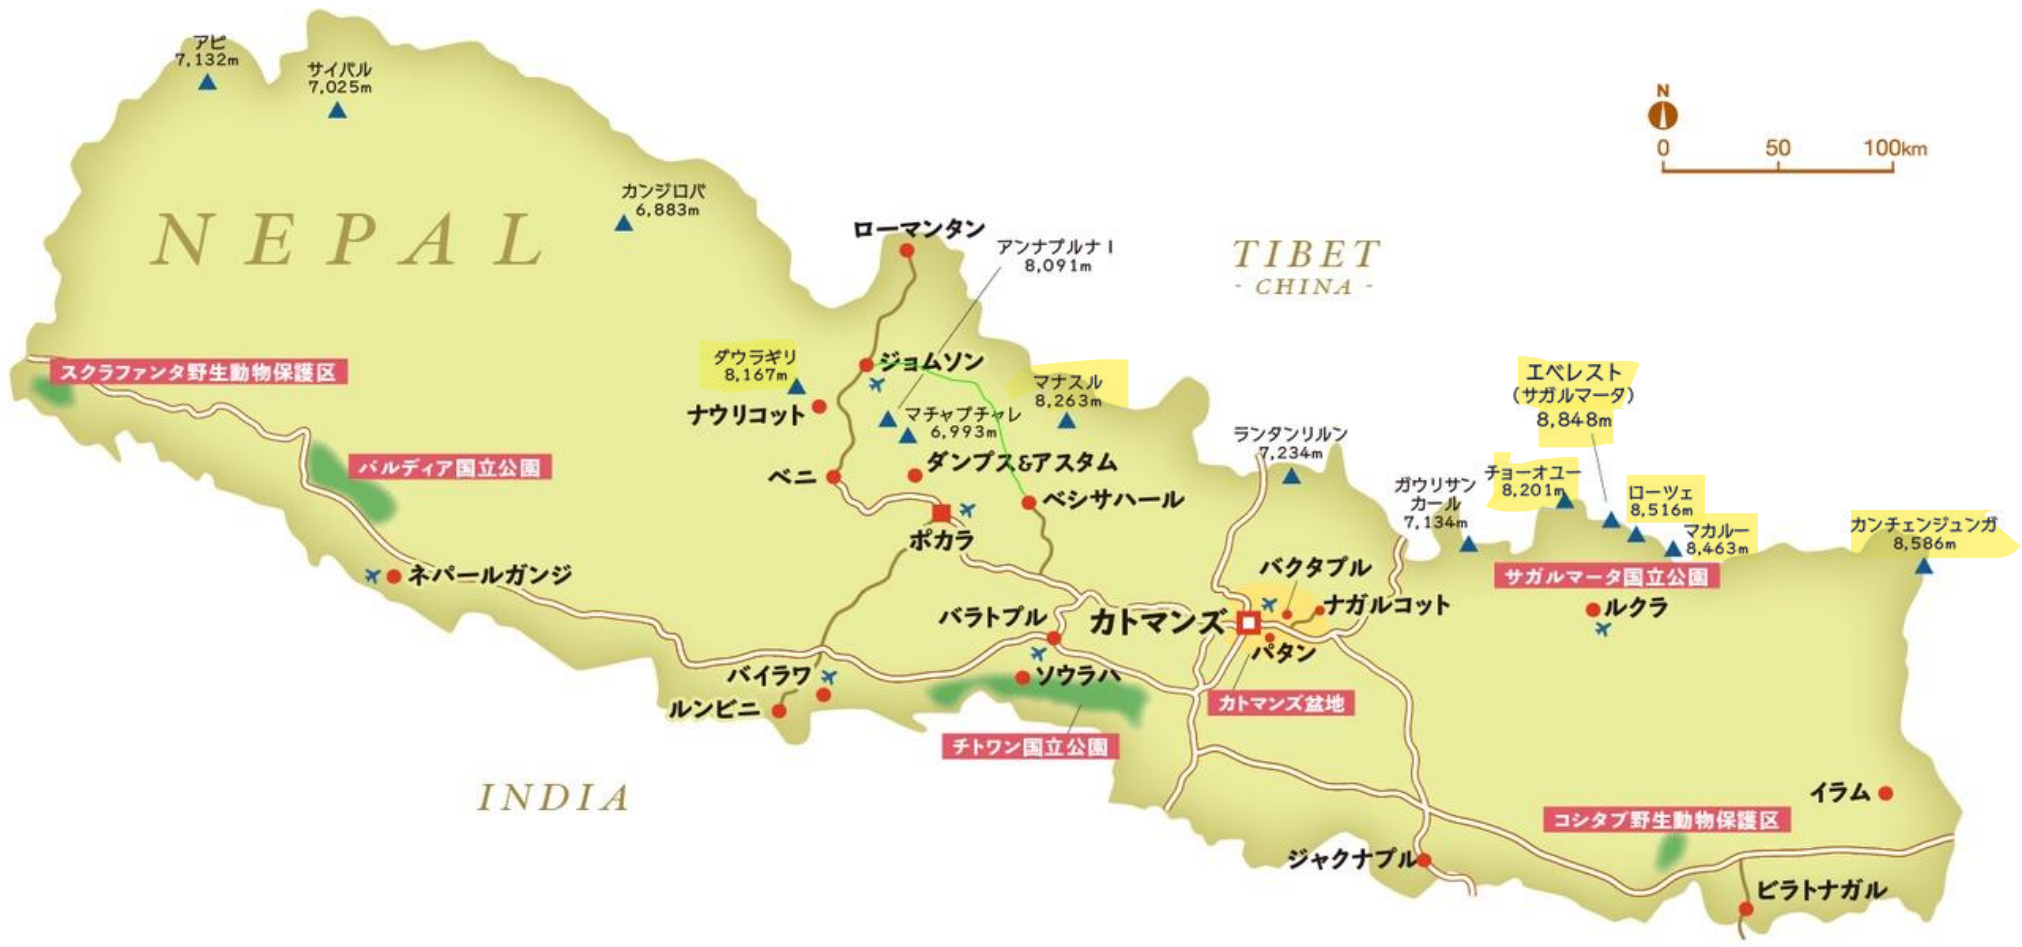 アピ
7,132m
サイパル
7,025m
カンジロバ
6,883m
N
0 50 100km
NEPAL
ローマンタン
アンナプルナ I
8,091m
TIBET
- CHINA -
スクラファンタ野生動物保護区
ダウラギリ
8,167m
ジョムソン
マナスル
8,263m
エベレスト
(サガルマータ)
8,848m
ナウリコット
マチャプチャレ
6,993m
ランタンリルン
7,234m
バルディア国立公園
ベニ
ダンプス&アスタム
ベシサハール
ガウリサン
カール
7,134m
チョーオユー
8,201m
ローツェ
8,516m
マカルー
8,463m
カンチェンジュンガ
8,586m
ポカラ
ネパールガンジ
バクタプル
サガルマータ国立公園
ナガルコット
ルクラ
バラトプル
カトマンズ
パタン
バイラワ
ソウラハ
ルンビニ
カトマンズ盆地
チトワン国立公園
INDIA
イラム
コシタプ野生動物保護区
ジャクナプル
ビラトナガル